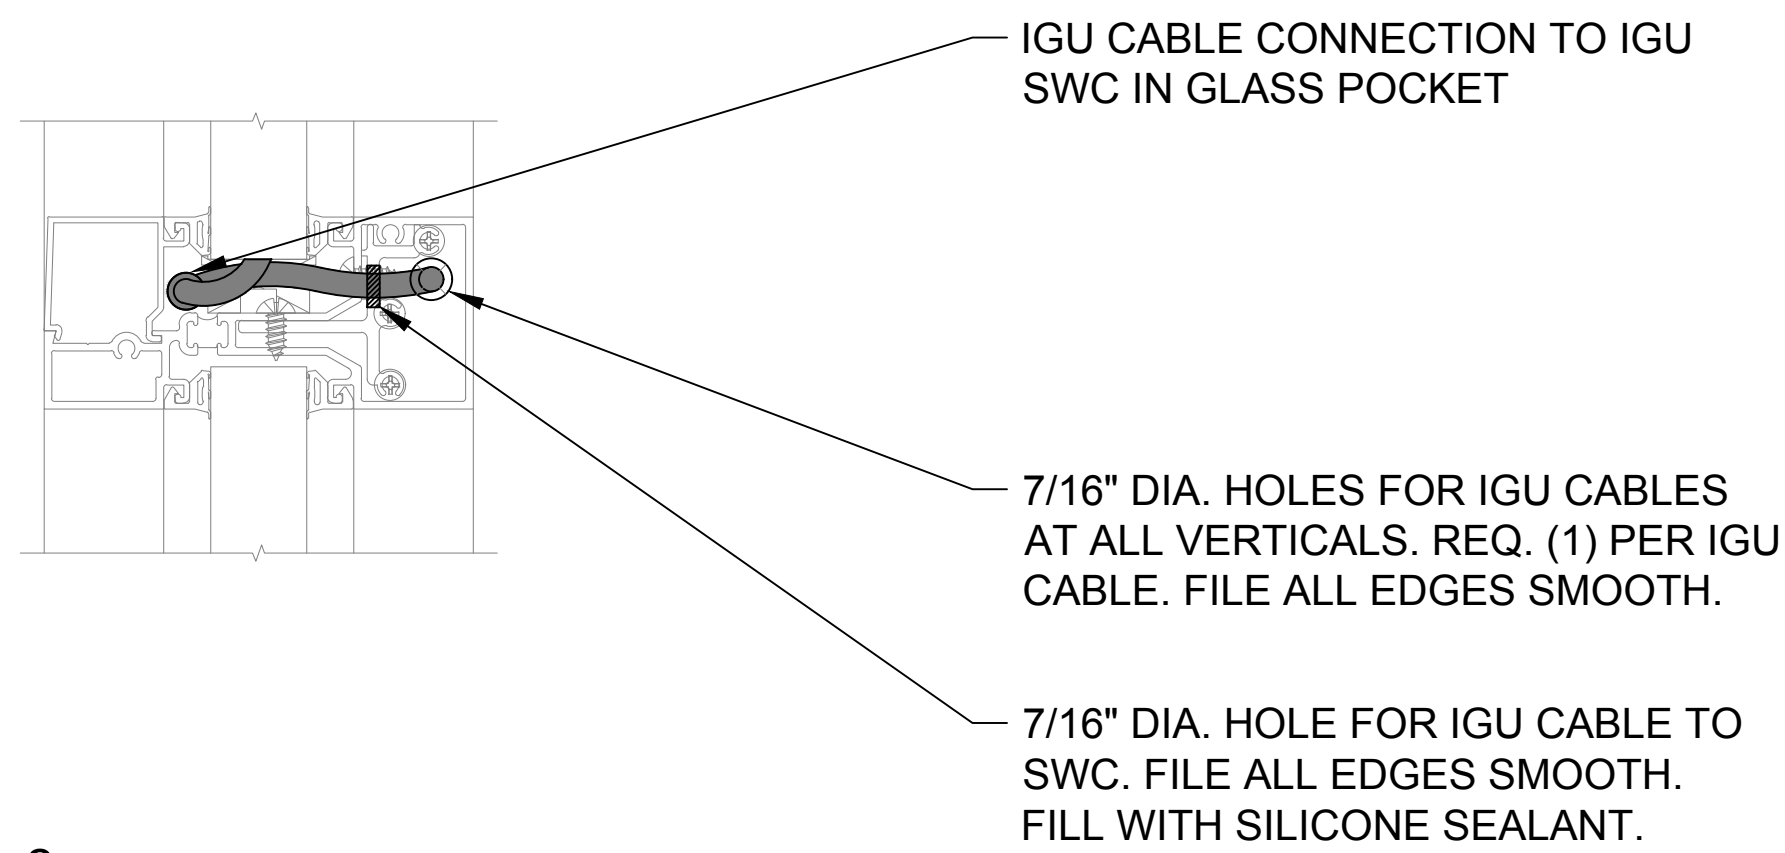 IGU CABLE CONNECTION TO IGU
SWC IN GLASS POCKET
7/16" DIA. HOLES FOR IGU CABLES
AT ALL VERTICALS. REQ. (1) PER IGU
CABLE. FILE ALL EDGES SMOOTH.
7/16" DIA. HOLE FOR IGU CABLE TO
SWC. FILE ALL EDGES SMOOTH.
FILL WITH SILICONE SEALANT.